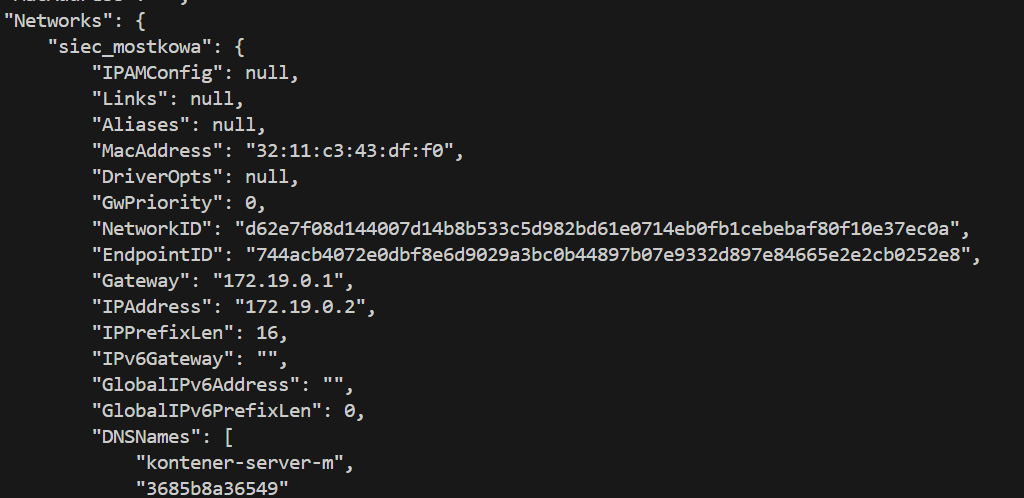 "Networks": {
"siec_mostkowa": {
"IPAMConfig": null,
"Links": null,
"Aliases": null,
"MacAddress": "32:11:c3:43:df:f0",
"DriverOpts": null,
"GwPriority": 0,
"NetworkID": "d62e7f08d144007d14b8b533c5d982bd61e0714eb0fb1cebebaf80f10e37ec0a",
"EndpointID": "744acb4072e0dbf8e6d9029a3bc0b44897b07e9332d897e84665e2e2cb0252e8",
"Gateway": "172.19.0.1",
"IPAddress": "172.19.0.2",
"IPPrefixLen": 16,
"IPv6Gateway": "",
"GlobalIPv6Address": "",
"GlobalIPv6PrefixLen": 0,
"DNSNames": [
"kontener-server-m",
"3685b8a36549"